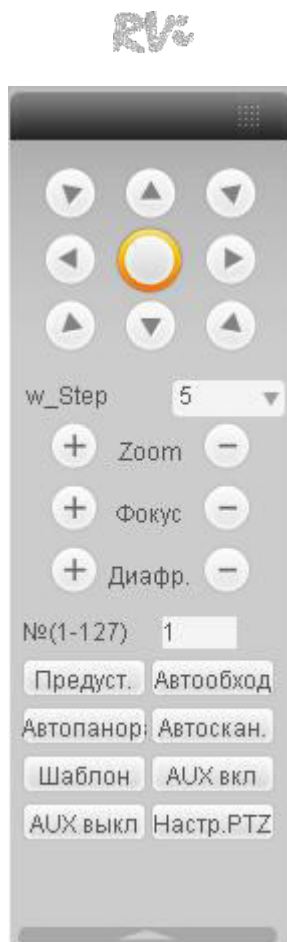 RVi
w_Step 5
+ Zoom −
+ Фокус −
+ Диафр. −
№(1-127) 1
Предуст. Автообход
Автопанор Автоскан.
Шаблон AUX вкл
AUX выкл Настр.PTZ